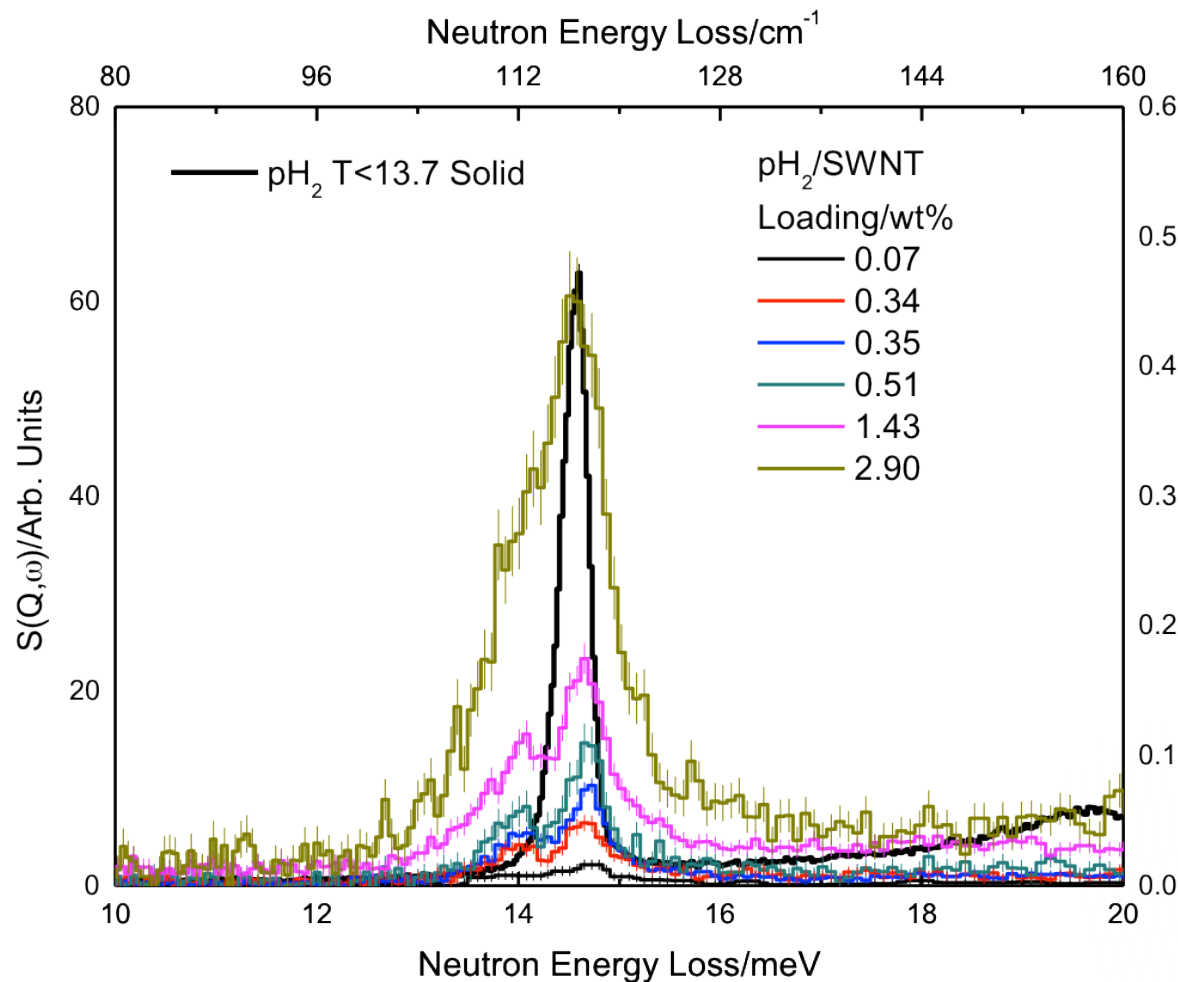 Neutron Energy Loss/cm⁻¹
80 96 112 128 144 160
80 0.6
pH₂ T<13.7 Solid
pH₂/SWNT
Loading/wt%
0.07
0.34
0.35
0.51
1.43
2.90
60
40
20
0
0.5
0.4
0.3
0.2
0.1
0.0
S(Q,ω)/Arb. Units
10 12 14 16 18 20
Neutron Energy Loss/meV